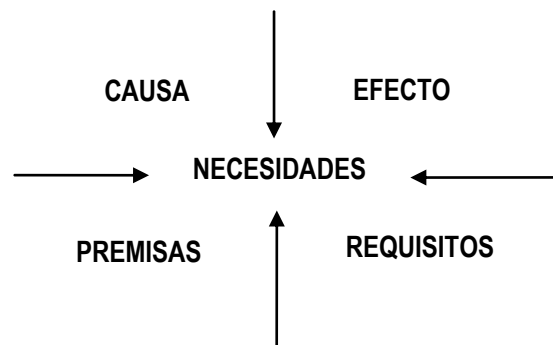 CAUSA
EFECTO
NECESIDADES
PREMISAS
REQUISITOS